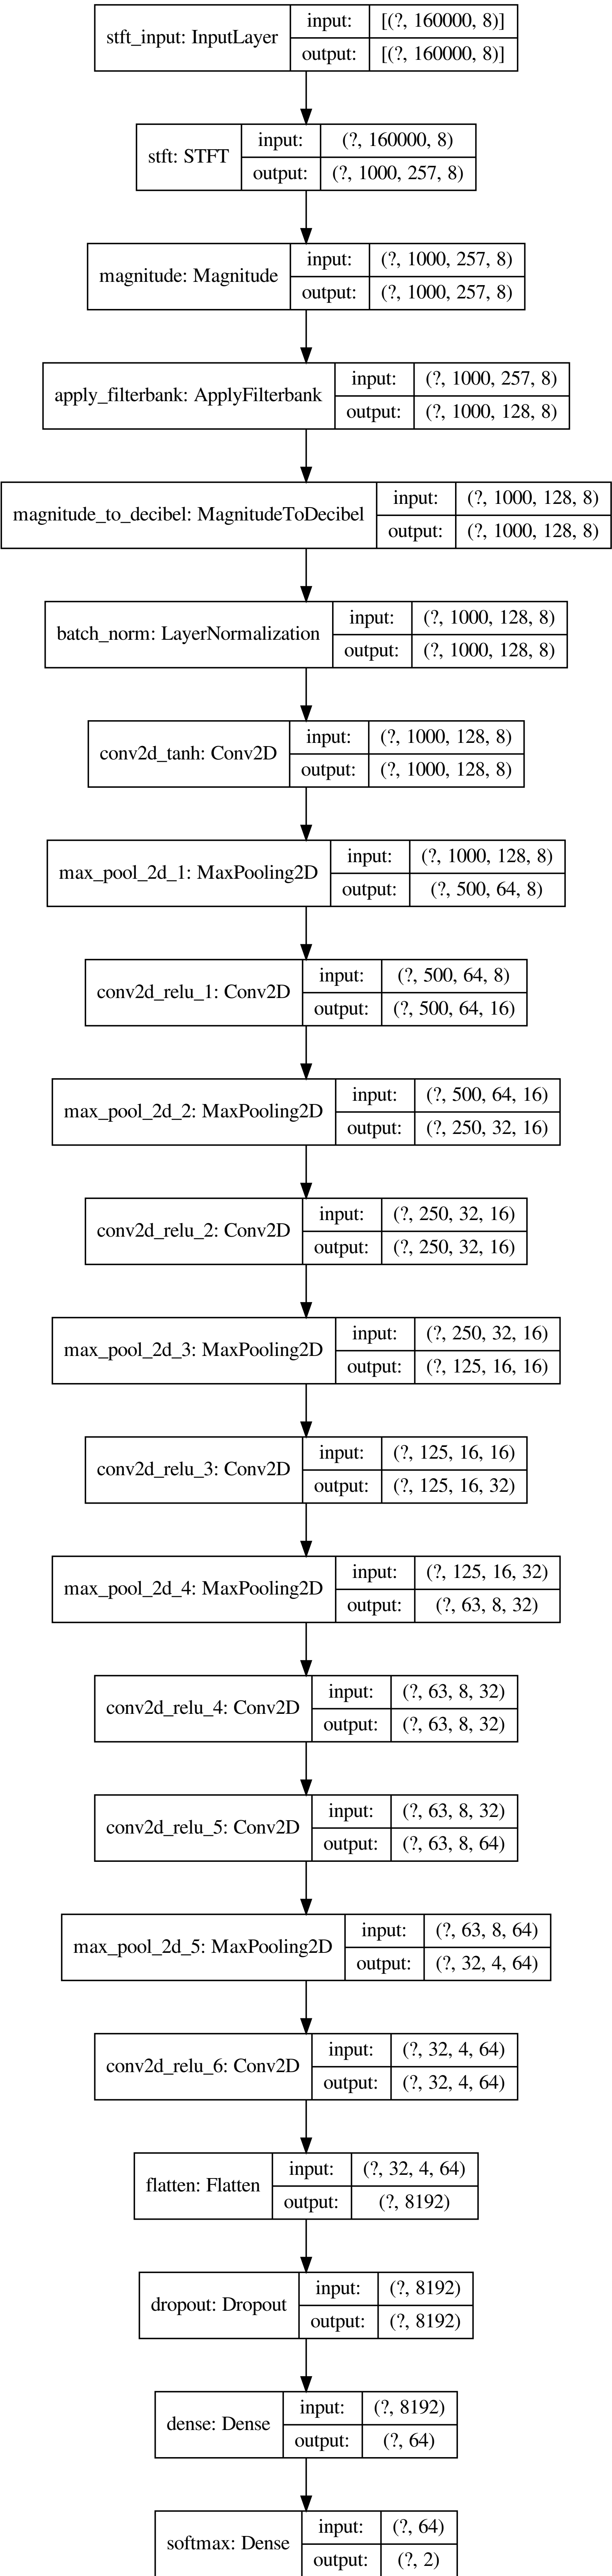 stft_input: InputLayer
input: [(?, 160000, 8)]
output: [(?, 160000, 8)]
stft: STFT
input: (?, 160000, 8)
output: (?, 1000, 257, 8)
magnitude: Magnitude
input: (?, 1000, 257, 8)
output: (?, 1000, 257, 8)
apply_filterbank: ApplyFilterbank
input: (?, 1000, 257, 8)
output: (?, 1000, 128, 8)
magnitude_to_decibel: MagnitudeToDecibel
input: (?, 1000, 128, 8)
output: (?, 1000, 128, 8)
batch_norm: LayerNormalization
input: (?, 1000, 128, 8)
output: (?, 1000, 128, 8)
conv2d_tanh: Conv2D
input: (?, 1000, 128, 8)
output: (?, 1000, 128, 8)
max_pool_2d_1: MaxPooling2D
input: (?, 1000, 128, 8)
output: (?, 500, 64, 8)
conv2d_relu_1: Conv2D
input: (?, 500, 64, 8)
output: (?, 500, 64, 16)
max_pool_2d_2: MaxPooling2D
input: (?, 500, 64, 16)
output: (?, 250, 32, 16)
conv2d_relu_2: Conv2D
input: (?, 250, 32, 16)
output: (?, 250, 32, 16)
max_pool_2d_3: MaxPooling2D
input: (?, 250, 32, 16)
output: (?, 125, 16, 16)
conv2d_relu_3: Conv2D
input: (?, 125, 16, 16)
output: (?, 125, 16, 32)
max_pool_2d_4: MaxPooling2D
input: (?, 125, 16, 32)
output: (?, 63, 8, 32)
conv2d_relu_4: Conv2D
input: (?, 63, 8, 32)
output: (?, 63, 8, 32)
conv2d_relu_5: Conv2D
input: (?, 63, 8, 32)
output: (?, 63, 8, 64)
max_pool_2d_5: MaxPooling2D
input: (?, 63, 8, 64)
output: (?, 32, 4, 64)
conv2d_relu_6: Conv2D
input: (?, 32, 4, 64)
output: (?, 32, 4, 64)
flatten: Flatten
input: (?, 32, 4, 64)
output: (?, 8192)
dropout: Dropout
input: (?, 8192)
output: (?, 8192)
dense: Dense
input: (?, 8192)
output: (?, 64)
softmax: Dense
input: (?, 64)
output: (?, 2)